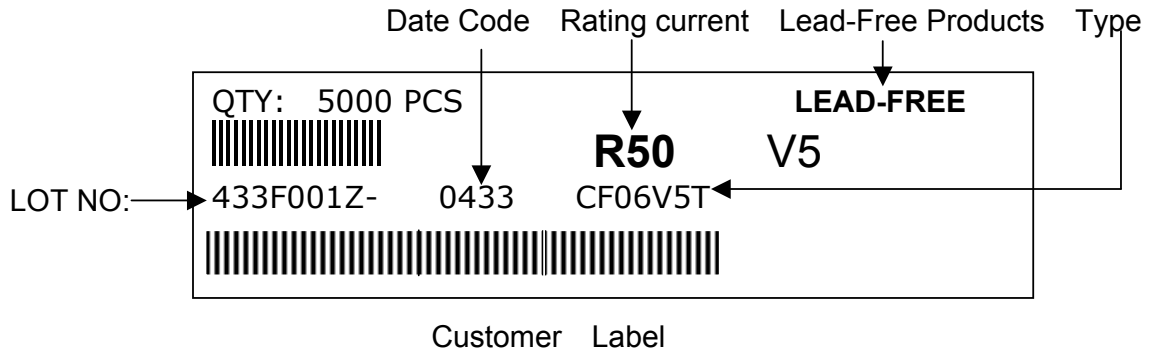 Date Code Rating current Lead-Free Products Type
QTY: 5000 PCS LEAD-FREE
R50 V5
LOT NO: 433F001Z- 0433 CF06V5T
Customer Label